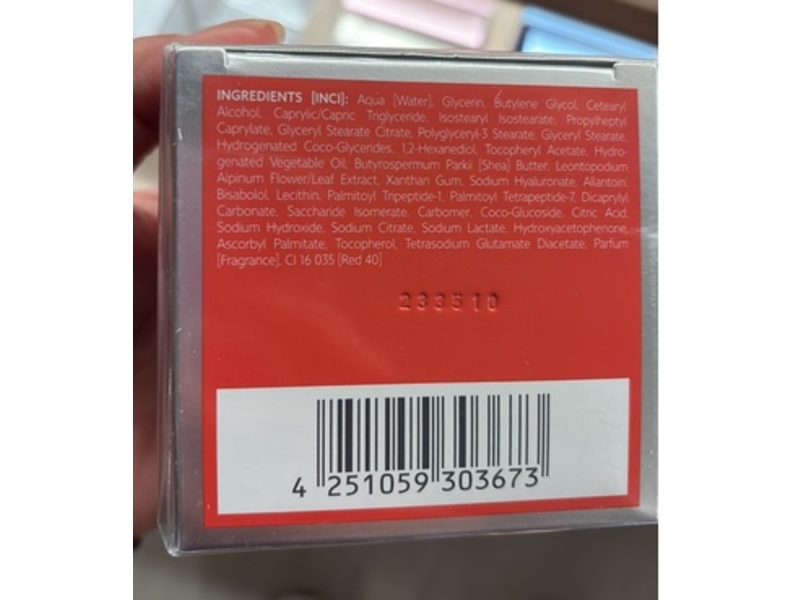 INGREDIENTS [INCI]: Aqua [Water], Glycerin, Butylene Glycol, Cetearyl
Alcohol, Caprylic/Capric Triglyceride, Isostearyl Isostearate, Propylheptyl
Caprylate, Glyceryl Stearate Citrate, Polyglyceryl-3 Stearate, Glyceryl Stearate,
Hydrogenated Coco-Glycerides, 1,2-Hexanediol, Tocopheryl Acetate, Hydro-
genated Vegetable Oil, Butyrospermum Parkii [Shea] Butter, Leontopodium
Alpinum Flower/Leaf Extract, Xanthan Gum, Sodium Hyaluronate, Allantoin,
Bisabolol, Lecithin, Palmitoyl Tripeptide-1, Palmitoyl Tetrapeptide-7, Dicaprylyl
Carbonate, Saccharide Isomerate, Carbomer, Coco-Glucoside, Citric Acid,
Sodium Hydroxide, Sodium Citrate, Sodium Lactate, Hydroxyacetophenone,
Ascorbyl Palmitate, Tocopherol, Tetrasodium Glutamate Diacetate, Parfum
[Fragrance], CI 16 035 [Red 40]
233510
4 251059 303673